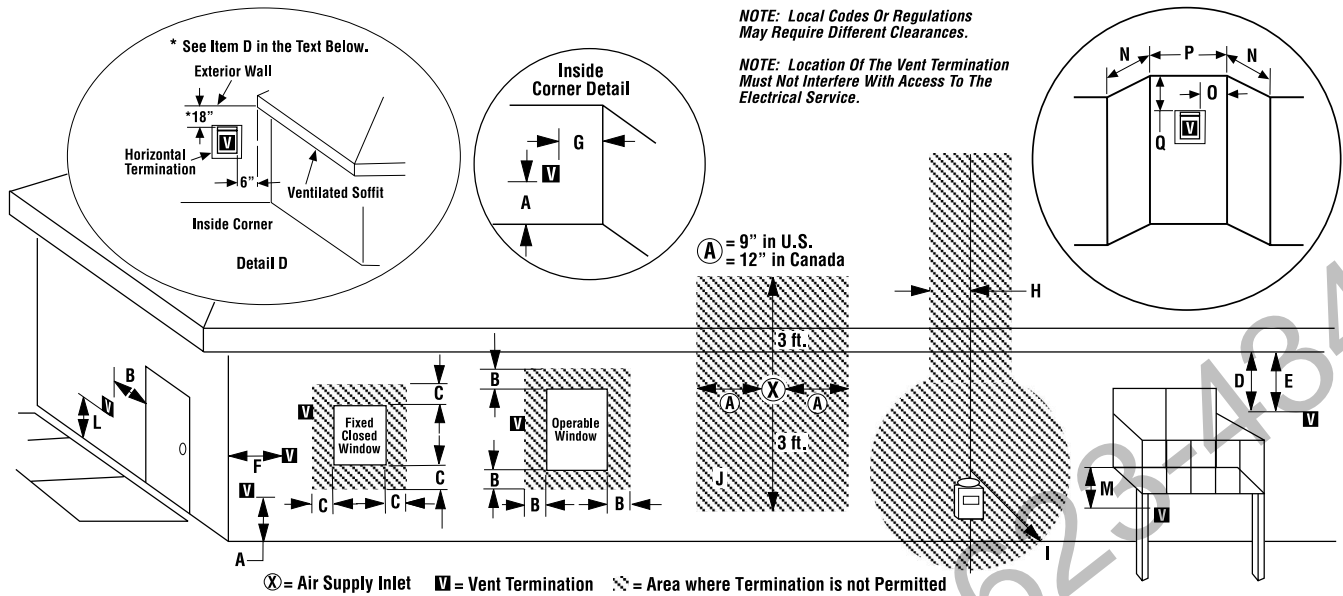 * See Item D in the Text Below.
Exterior Wall
*18"
V
Horizontal
Termination
6"
Ventilated Soffit
Inside Corner
Detail D
Inside
Corner Detail
G
V
A
NOTE: Local Codes Or Regulations
May Require Different Clearances.
NOTE: Location Of The Vent Termination
Must Not Interfere With Access To The
Electrical Service.
N P N
O
V
Q
A = 9" in U.S.
= 12" in Canada
H
3 ft.
A X A
3 ft.
J
I
B
V
L
F V
V
A
V
Fixed
Closed
Window
C
C
C C
B
V
Operable
Window
B
B B
D E
V
M
V
X = Air Supply Inlet V = Vent Termination = Area where Termination is not Permitted
623-434